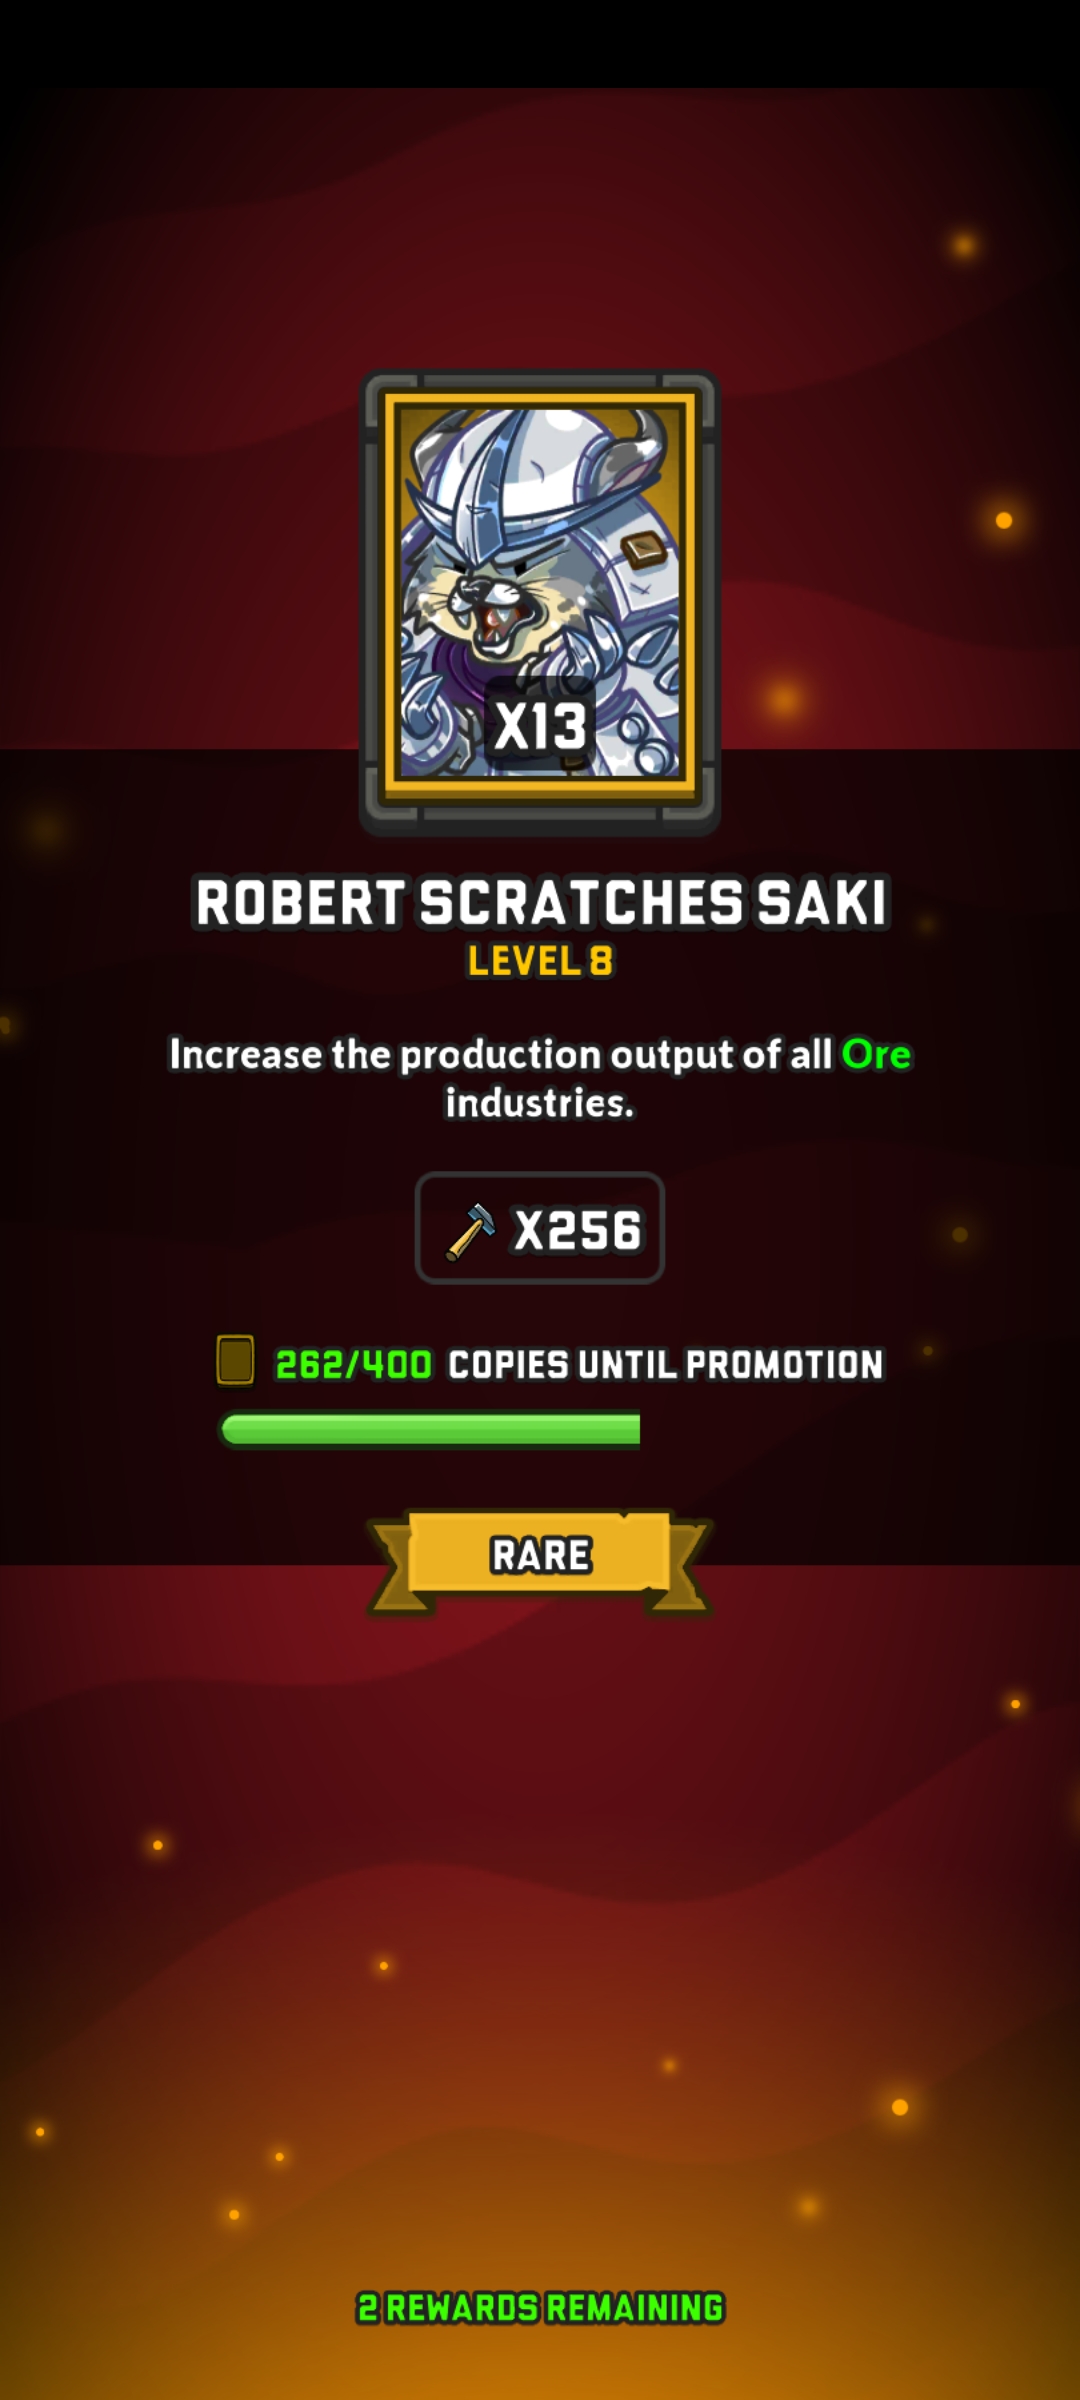 X13
ROBERT SCRATCHES SAKI
LEVEL 8
Increase the production output of all Ore
industries.
X256
262/400 COPIES UNTIL PROMOTION
RARE
2 REWARDS REMAINING